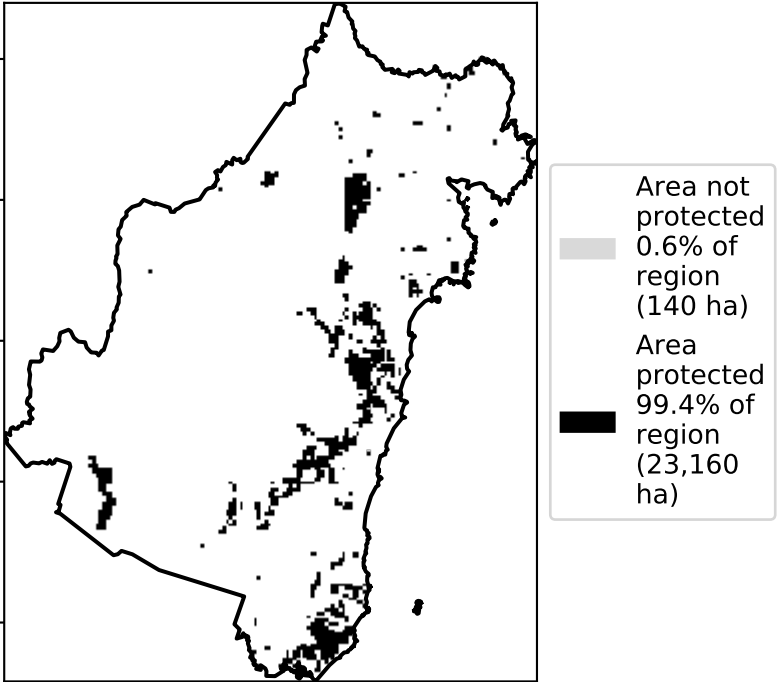 Area not
protected
0.6% of
region
(140 ha)
Area
protected
99.4% of
region
(23,160
ha)